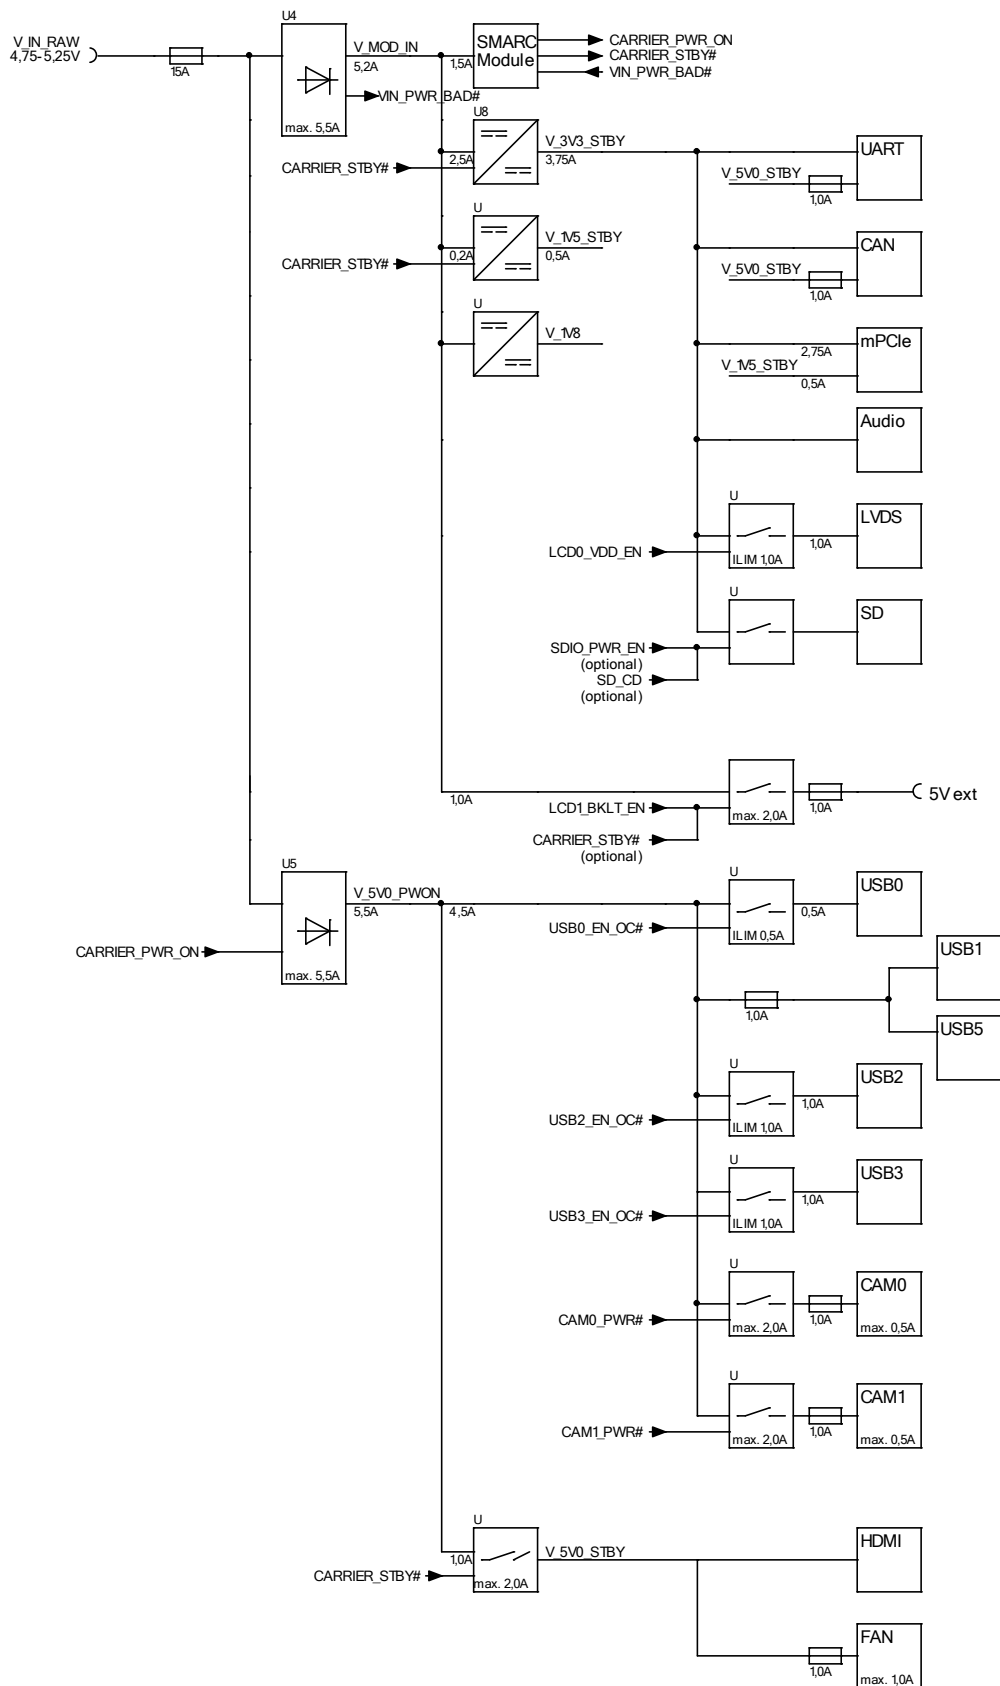 U4
V_IN_RAW
4,75-5,25V
15A
V_MOD_IN
5,2A
VIN_PWR_BAD#
max. 5,5A
1,5A
SMARC
Module
CARRIER_PWR_ON
CARRIER_STBY#
VIN_PWR_BAD#
U8
CARRIER_STBY#
2,5A
V_3V3_STBY
3,75A
UART
V_5V0_STBY
1,0A
U
CARRIER_STBY#
0,2A
V_1V5_STBY
0,5A
CAN
V_5V0_STBY
1,0A
U
V_1V8
mPCIe
2,75A
V_1V5_STBY
0,5A
Audio
U
LCD0_VDD_EN
ILIM 1,0A
1,0A
LVDS
U
SDIO_PWR_EN
(optional)
SD_CD
(optional)
SD
1,0A
LCD1_BKLT_EN
CARRIER_STBY#
(optional)
max. 2,0A
1,0A
5V ext
U5
V_5V0_PWON
5,5A
4,5A
CARRIER_PWR_ON
max. 5,5A
U
USB0_EN_OC#
ILIM 0,5A
0,5A
USB0
1,0A
USB1
USB5
U
USB2_EN_OC#
ILIM 1,0A
1,0A
USB2
U
USB3_EN_OC#
ILIM 1,0A
1,0A
USB3
U
CAM0_PWR#
max. 2,0A
1,0A
CAM0
max. 0,5A
U
CAM1_PWR#
max. 2,0A
1,0A
CAM1
max. 0,5A
U
1,0A
CARRIER_STBY#
max. 2,0A
V_5V0_STBY
HDMI
1,0A
FAN
max. 1,0A